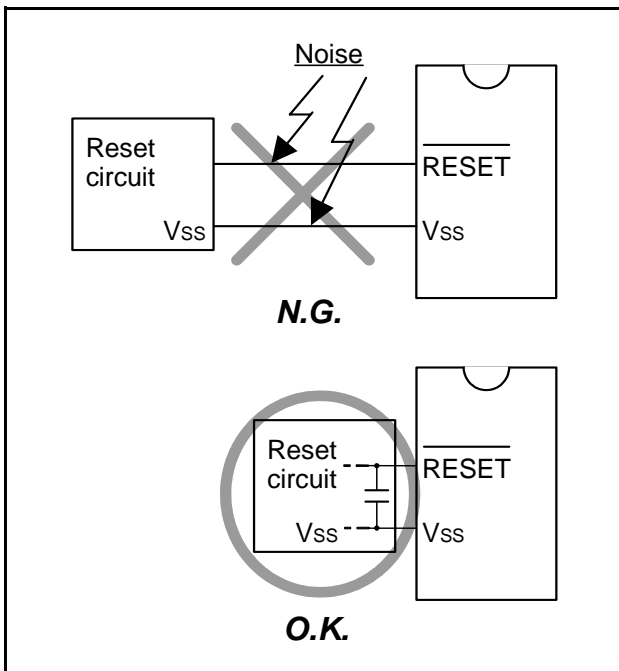 Noise
Reset
circuit
RESET
Vss
Vss
N.G.
Reset
circuit
RESET
Vss
Vss
O.K.